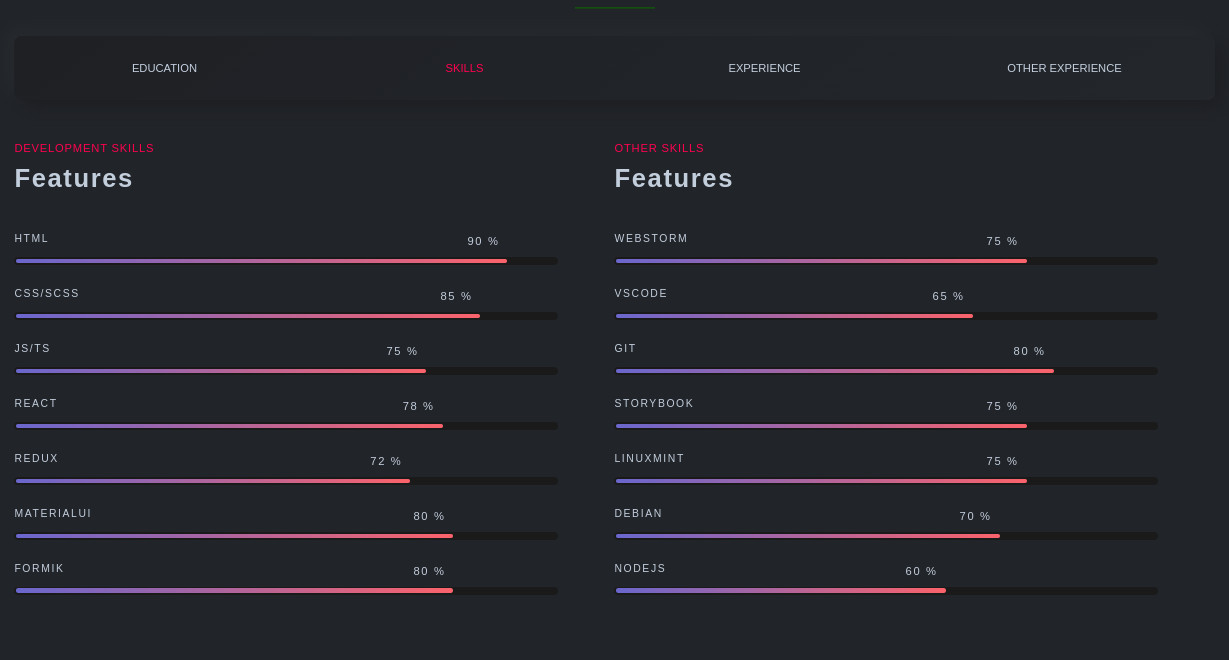 EDUCATION SKILLS EXPERIENCE OTHER EXPERIENCE
DEVELOPMENT SKILLS
Features
HTML 90 %
CSS/SCSS 85 %
JS/TS 75 %
REACT 78 %
REDUX 72 %
MATERIALUI 80 %
FORMIK 80 %
OTHER SKILLS
Features
WEBSTORM 75 %
VSCODE 65 %
GIT 80 %
STORYBOOK 75 %
LINUXMINT 75 %
DEBIAN 70 %
NODEJS 60 %